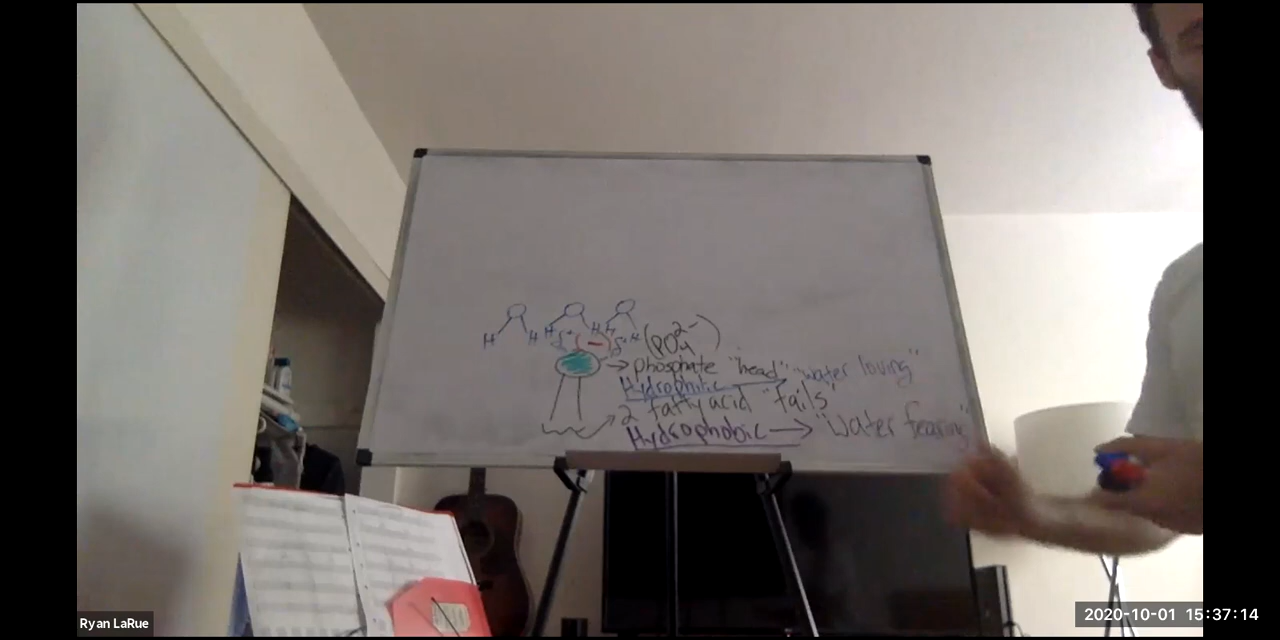 H H H H H H
δ+ (-) δ+
(PO4 2-)
→ phosphate "head" "water loving"
Hydrophilic
2 fatty acid "tails"
Hydrophobic → "Water fearing"
Ryan LaRue
2020-10-01 15:37:14